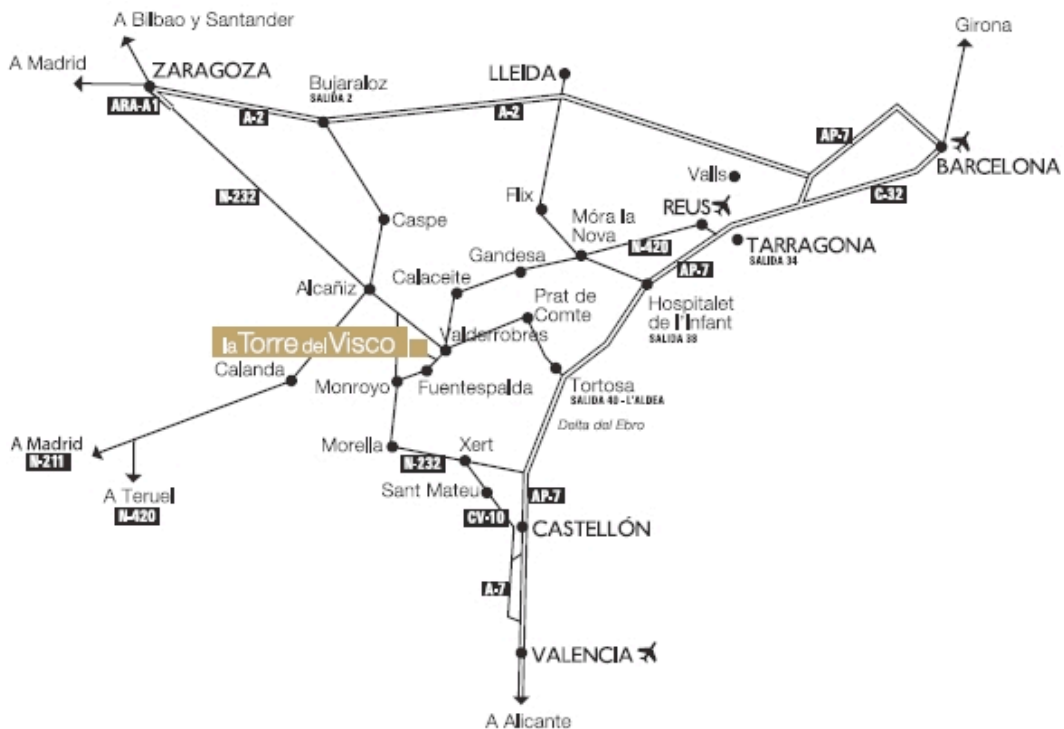 A Bilbao y Santander
Girona
A Madrid
ZARAGOZA
Bujaraloz
SALIDA 2
LLEIDA
ARA-A1
A-2
A-2
AP-7
BARCELONA
Valls
C-32
N-232
Flix
REUS
Caspe
Móra la
Nova
N-420
TARRAGONA
SALIDA 34
Gandesa
AP-7
Calaceite
Alcañiz
Prat de
Comte
Hospitalet
de l'Infant
SALIDA 38
la Torre del Visco
Valderrobres
Calanda
Monroyo
Fuentespalda
Tortosa
SALIDA 40 - L'ALDEA
Delta del Ebro
A Madrid
N-211
Morella
Xert
N-232
A Teruel
N-420
Sant Mateu
AP-7
CV-10
CASTELLÓN
A-7
VALENCIA
A Alicante